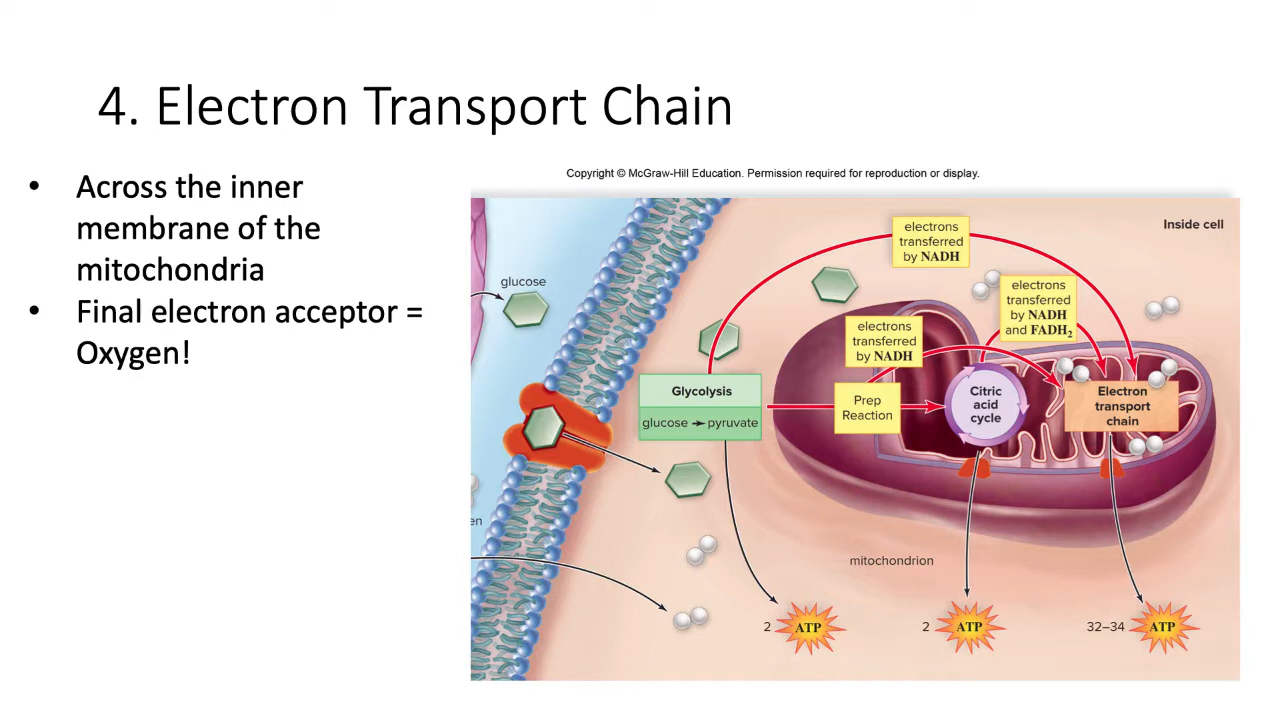 4. Electron Transport Chain
• Across the inner
membrane of the
mitochondria
• Final electron acceptor =
Oxygen!
Copyright © McGraw-Hill Education. Permission required for reproduction or display.
Inside cell
electrons
transferred
by NADH
glucose
electrons
transferred
by NADH
and FADH₂
electrons
transferred
by NADH
Glycolysis
glucose → pyruvate
Prep
Reaction
Citric
acid
cycle
Electron
transport
chain
en
mitochondrion
2 ATP
2 ATP
32–34 ATP